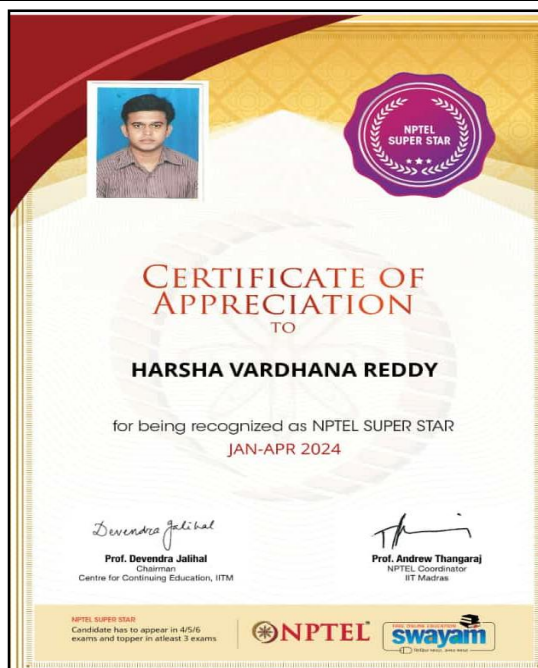 NPTEL
SUPER STAR
CERTIFICATE OF
APPRECIATION
TO
HARSHA VARDHANA REDDY
for being recognized as NPTEL SUPER STAR
JAN-APR 2024
Devendra Jalihal
Prof. Devendra Jalihal
Chairman
Centre for Continuing Education, IITM
Prof. Andrew Thangaraj
NPTEL Coordinator
IIT Madras
NPTEL SUPER STAR
Candidate has to appear in 4/5/6
exams and topper in atleast 3 exams
NPTEL
FREE ONLINE EDUCATION
swayam